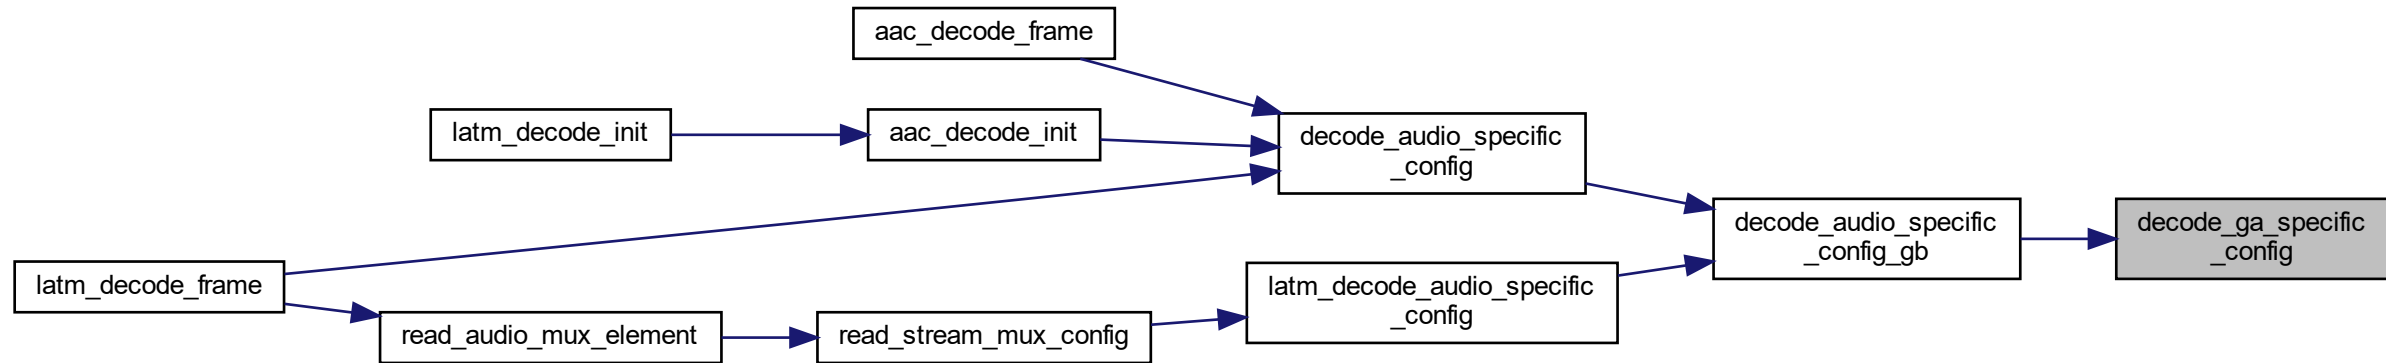 aac_decode_frame
latm_decode_init
aac_decode_init
decode_audio_specific
_config
decode_audio_specific
_config_gb
decode_ga_specific
_config
latm_decode_frame
latm_decode_audio_specific
_config
read_audio_mux_element
read_stream_mux_config